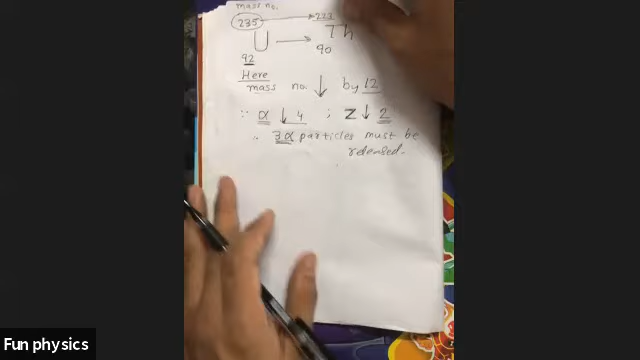 mass no.
235 → 223
U → Th
92 90
Here
mass no. ↓ by 12
∵ α ↓ 4 ; Z ↓ 2
∴ 3α particles must be
released.
Fun physics